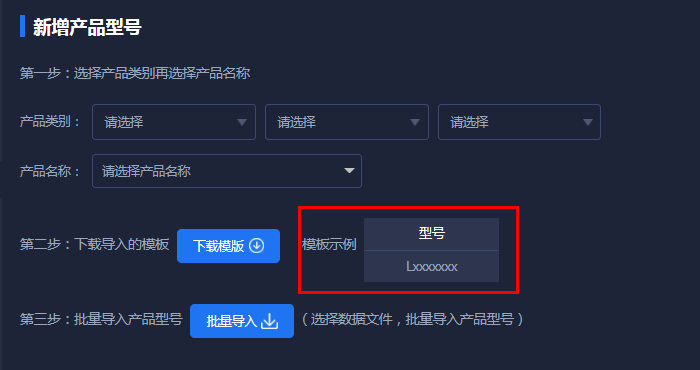 新增产品型号
第一步：选择产品类别再选择产品名称
产品类别： 请选择 请选择 请选择
产品名称： 请选择产品名称
第二步：下载导入的模板 下载模版 模板示例 型号
Lxxxxxxx
第三步：批量导入产品型号 批量导入 （选择数据文件，批量导入产品型号）